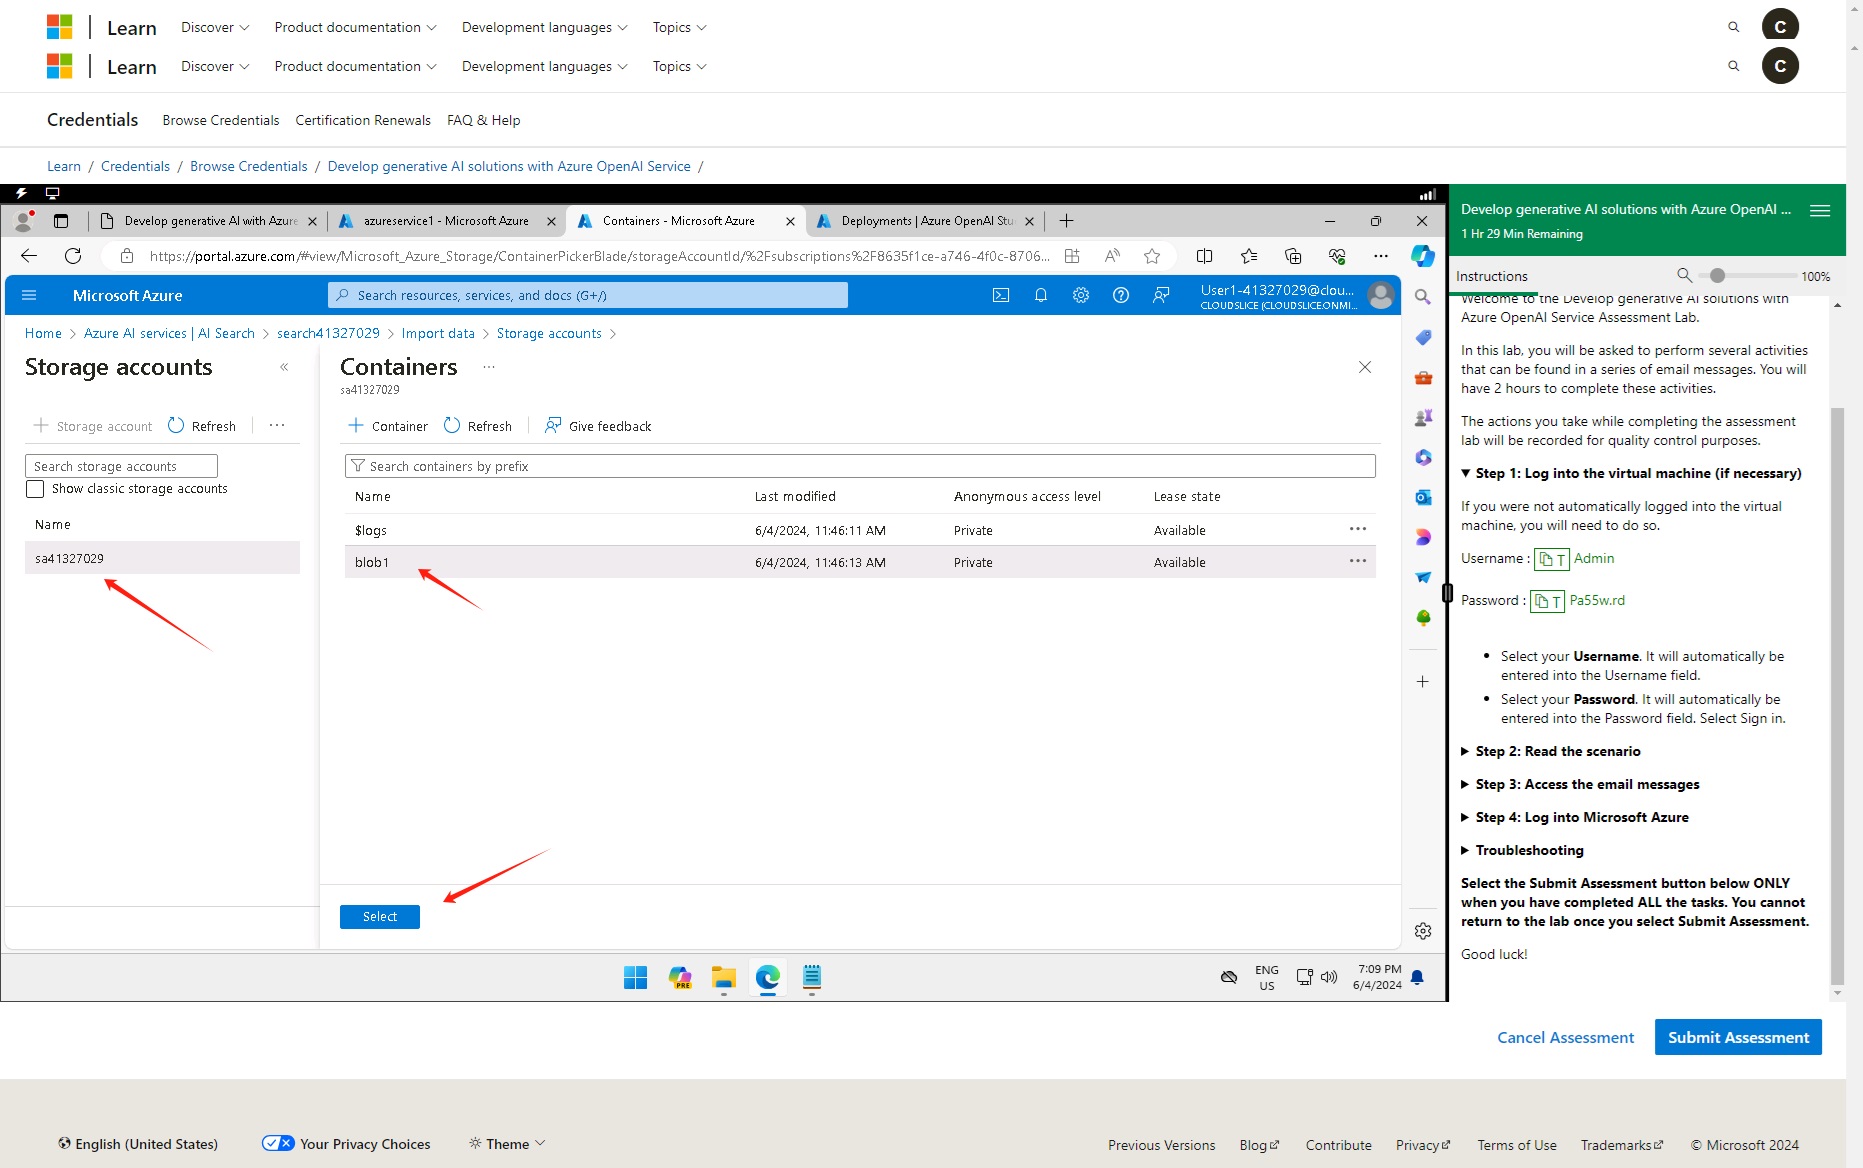 Learn Discover Product documentation Development languages Topics C
Learn Discover Product documentation Development languages Topics C
Credentials Browse Credentials Certification Renewals FAQ & Help
Learn / Credentials / Browse Credentials / Develop generative AI solutions with Azure OpenAI Service /
Develop generative AI with Azure azureservice1 - Microsoft Azure Containers - Microsoft Azure Deployments | Azure OpenAI Stu
https://portal.azure.com/#view/Microsoft_Azure_Storage/ContainerPickerBlade/storageAccountId/%2Fsubscriptions%2F8635f1ce-a746-4f0c-8706...
Microsoft Azure
Search resources, services, and docs (G+/)
User1-41327029@clou...
CLOUDSLICE (CLOUDSLICE.ONMI...
Home > Azure AI services | AI Search > search41327029 > Import data > Storage accounts >
Storage accounts
Storage account Refresh ...
Search storage accounts
Show classic storage accounts
Name
sa41327029
Containers ...
sa41327029
Container Refresh Give feedback
Search containers by prefix
Name Last modified Anonymous access level Lease state
$logs 6/4/2024, 11:46:11 AM Private Available ...
blob1 6/4/2024, 11:46:13 AM Private Available ...
Select
PRE
ENG
US
7:09 PM
6/4/2024
Develop generative AI solutions with Azure OpenAI ...
1 Hr 29 Min Remaining
Instructions 100%
Welcome to the Develop generative AI solutions with
Azure OpenAI Service Assessment Lab.
In this lab, you will be asked to perform several activities
that can be found in a series of email messages. You will
have 2 hours to complete these activities.
The actions you take while completing the assessment
lab will be recorded for quality control purposes.
Step 1: Log into the virtual machine (if necessary)
If you were not automatically logged into the virtual
machine, you will need to do so.
Username : T Admin
Password : T Pa55w.rd
• Select your Username. It will automatically be
entered into the Username field.
• Select your Password. It will automatically be
entered into the Password field. Select Sign in.
Step 2: Read the scenario
Step 3: Access the email messages
Step 4: Log into Microsoft Azure
Troubleshooting
Select the Submit Assessment button below ONLY
when you have completed ALL the tasks. You cannot
return to the lab once you select Submit Assessment.
Good luck!
Cancel Assessment Submit Assessment
English (United States) Your Privacy Choices Theme
Previous Versions Blog Contribute Privacy Terms of Use Trademarks © Microsoft 2024